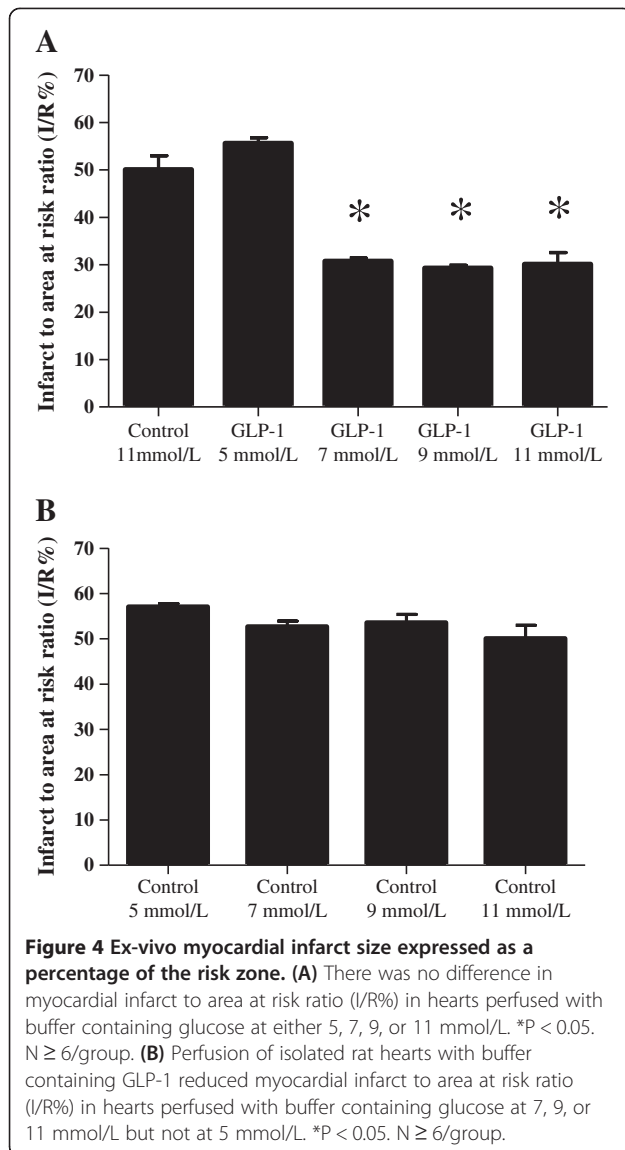 A
Infarct to area at risk ratio (I/R%)
70
60
50
40
30
20
10
0
* * *
Control GLP-1 GLP-1 GLP-1 GLP-1
11mmol/L 5 mmol/L 7 mmol/L 9 mmol/L 11 mmol/L
B
Infarct to area at risk ratio (I/R%)
70
60
50
40
30
20
10
0
Control Control Control Control
5 mmol/L 7 mmol/L 9 mmol/L 11 mmol/L
Figure 4 Ex-vivo myocardial infarct size expressed as a
percentage of the risk zone. (A) There was no difference in
myocardial infarct to area at risk ratio (I/R%) in hearts perfused with
buffer containing glucose at either 5, 7, 9, or 11 mmol/L. *P < 0.05.
N ≥ 6/group. (B) Perfusion of isolated rat hearts with buffer
containing GLP-1 reduced myocardial infarct to area at risk ratio
(I/R%) in hearts perfused with buffer containing glucose at 7, 9, or
11 mmol/L but not at 5 mmol/L. *P < 0.05. N ≥ 6/group.